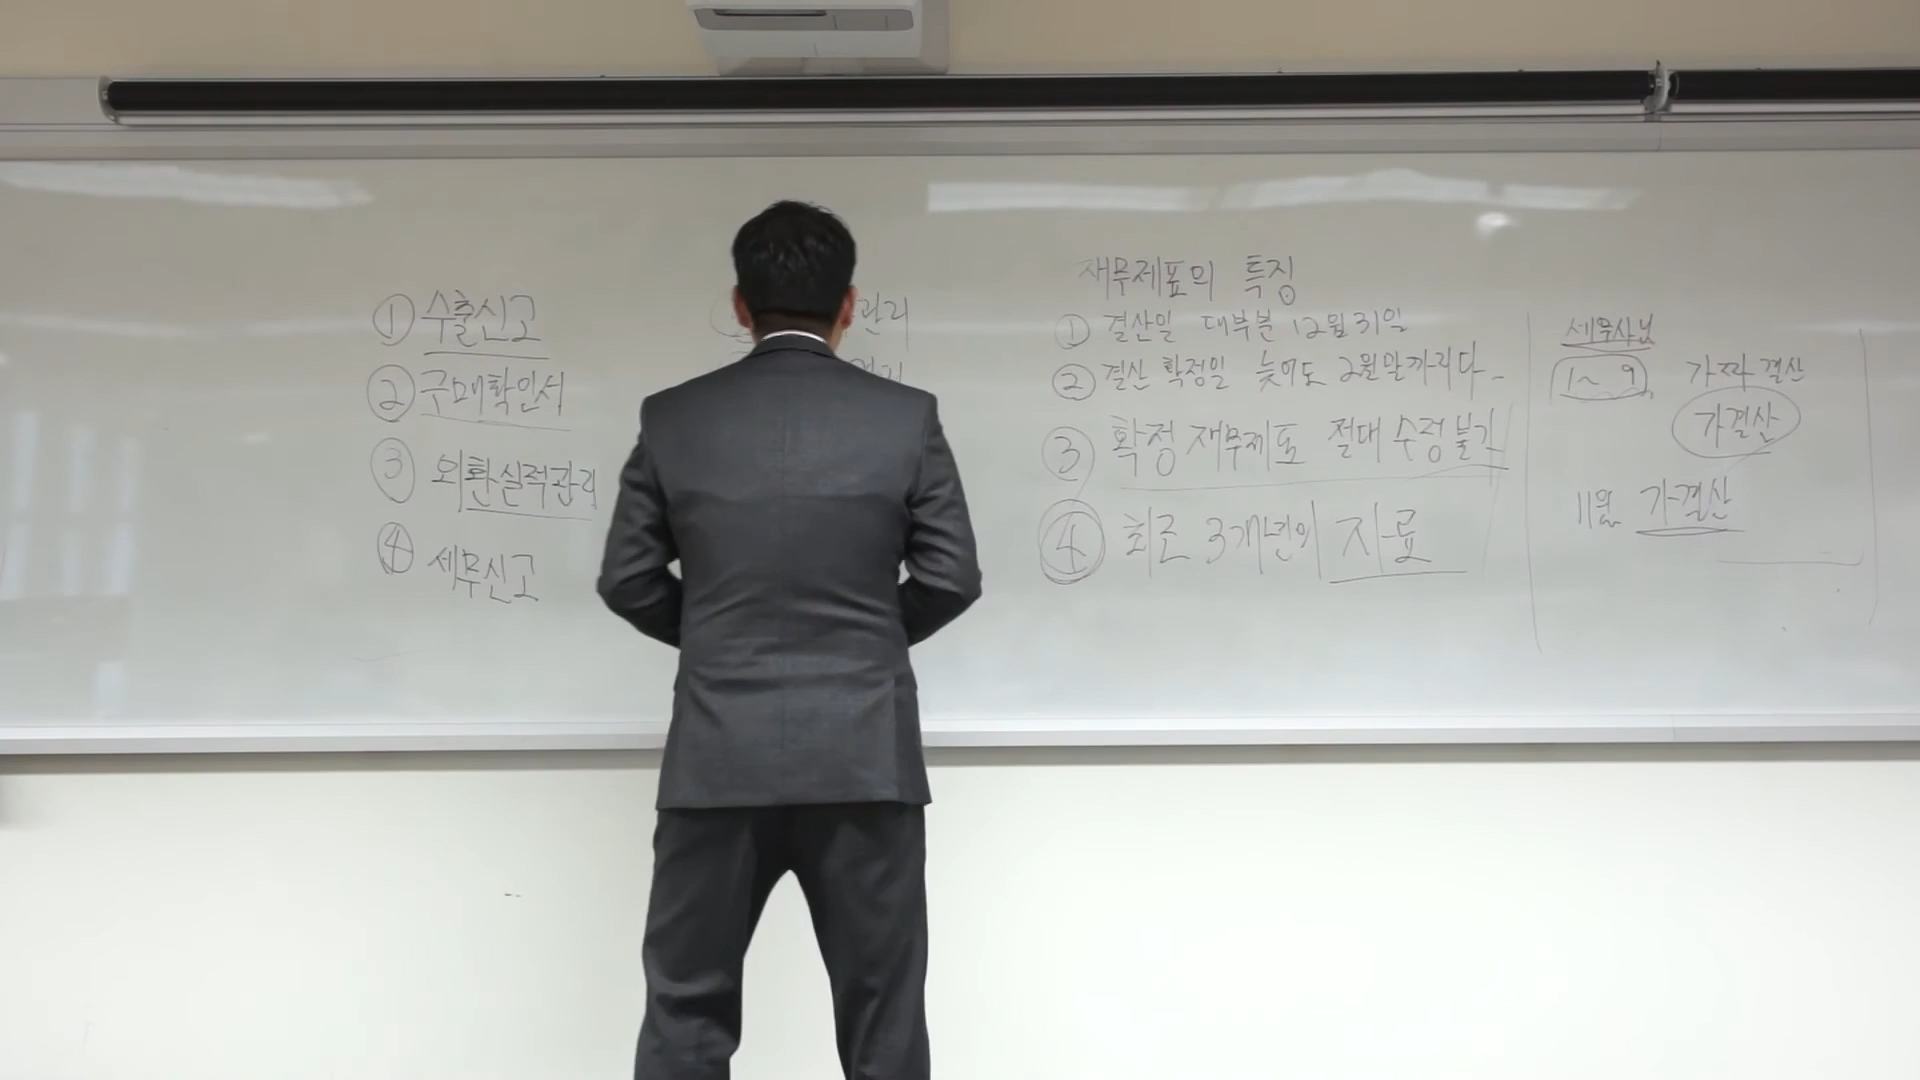 ① 수출신고
② 구매확인서
③ 외환실적관리
④ 세무신고
관리
관리
재무제표의 특징
① 결산일 대부분 12월 31일
② 결산 확정일 늦어도 2월말까지다
③ 확정 재무제표 절대 수정 불가
④ 최근 3개년의 자료
세무사님
1~9 가짜 결산
가결산
11월 가결산